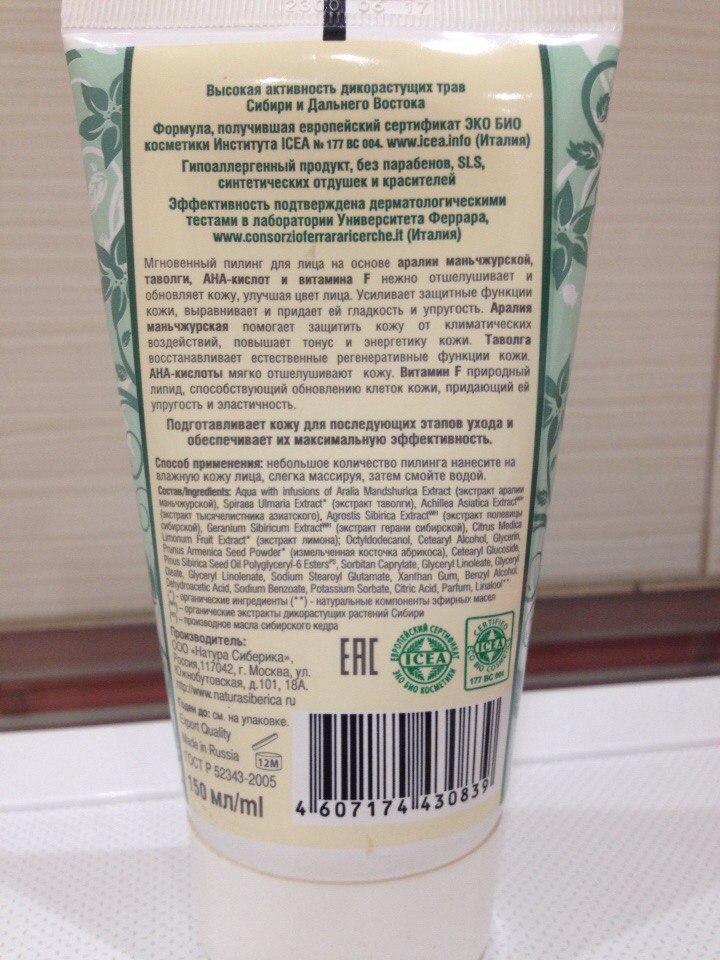 2300 06 17
Высокая активность дикорастущих трав
Сибири и Дальнего Востока
Формула, получившая европейский сертификат ЭКО БИО
косметики Института ICEA № 177 BC 004. www.icea.info (Италия)
Гипоаллергенный продукт, без парабенов, SLS,
синтетических отдушек и красителей
Эффективность подтверждена дерматологическими
тестами в лаборатории Университета Феррара,
www.consorzioferrararicerche.it (Италия)
Мгновенный пилинг для лица на основе аралии маньчжурской,
таволги, АНА-кислот и витамина F нежно отшелушивает и
обновляет кожу, улучшая цвет лица. Усиливает защитные функции
кожи, выравнивает и придает ей гладкость и упругость. Аралия
маньчжурская помогает защитить кожу от климатических
воздействий, повышает тонус и энергетику кожи. Таволга
восстанавливает естественные регенеративные функции кожи.
АНА-кислоты мягко отшелушивают кожу. Витамин F природный
липид, способствующий обновлению клеток кожи, придающий ей
упругость и эластичность.
Подготавливает кожу для последующих этапов ухода и
обеспечивает их максимальную эффективность.
Способ применения: небольшое количество пилинга нанесите на
влажную кожу лица, слегка массируя, затем смойте водой.
Состав/Ingredients: Aqua with infusions of Aralia Mandshurica Extract (экстракт аралии
маньчжурской), Spiraea Ulmaria Extract* (экстракт таволги), Achillea Asiatica Extract
(экстракт тысячелистника азиатского), Agrostis Sibirica Extract (экстракт полевицы
сибирской), Geranium Sibiricum Extract (экстракт герани сибирской), Citrus Medica
Limonum Fruit Extract* (экстракт лимона); Octyldodecanol, Cetearyl Alcohol, Glycerin,
Prunus Armenica Seed Powder* (измельченная косточка абрикоса), Cetearyl Glucoside,
Pinus Sibirica Seed Oil Polyglyceryl-6 Esters, Sorbitan Caprylate, Glyceryl Linoleate, Glyceryl
Oleate, Glyceryl Linolenate, Sodium Stearoyl Glutamate, Xanthan Gum, Benzyl Alcohol,
Dehydroacetic Acid, Sodium Benzoate, Potassium Sorbate, Citric Acid, Parfum, Linalool**
(*) - органические ингредиенты (**) - натуральные компоненты эфирных масел
– органические экстракты дикорастущих растений Сибири
– производное масла сибирского кедра
Производитель:
ООО «Натура Сиберика»,
Россия,117042, г. Москва, ул.
Южнобутовская, д.101, 18А.
http://www.naturasiberica.ru
EAC
ЕВРОПЕЙСКИЙ СЕРТИФИКАТ
ICEA
ЭКО БИО КОСМЕТИКИ
CERTIFIED
ICEA
ECO BIO COSMETICS
177 BC 004
Годен до: см. на упаковке.
Export Quality
Made in Russia
ГОСТ Р 52343-2005
12M
150 мл/ml
4 607174 430839